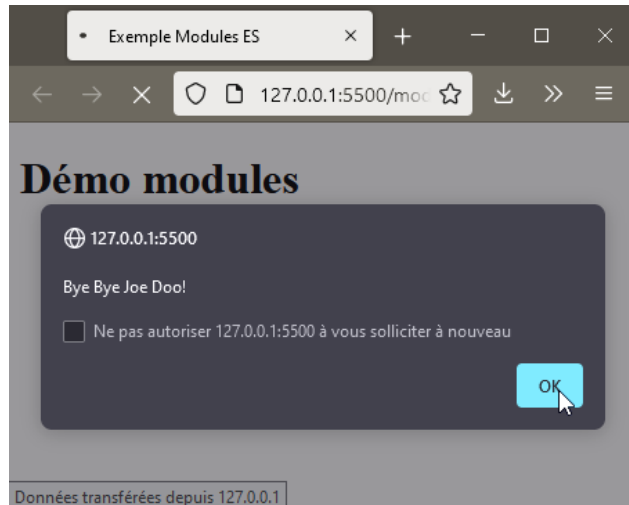 Exemple Modules ES
127.0.0.1:5500/mod
Démo modules
127.0.0.1:5500
Bye Bye Joe Doo!
Ne pas autoriser 127.0.0.1:5500 à vous solliciter à nouveau
OK
Données transférées depuis 127.0.0.1